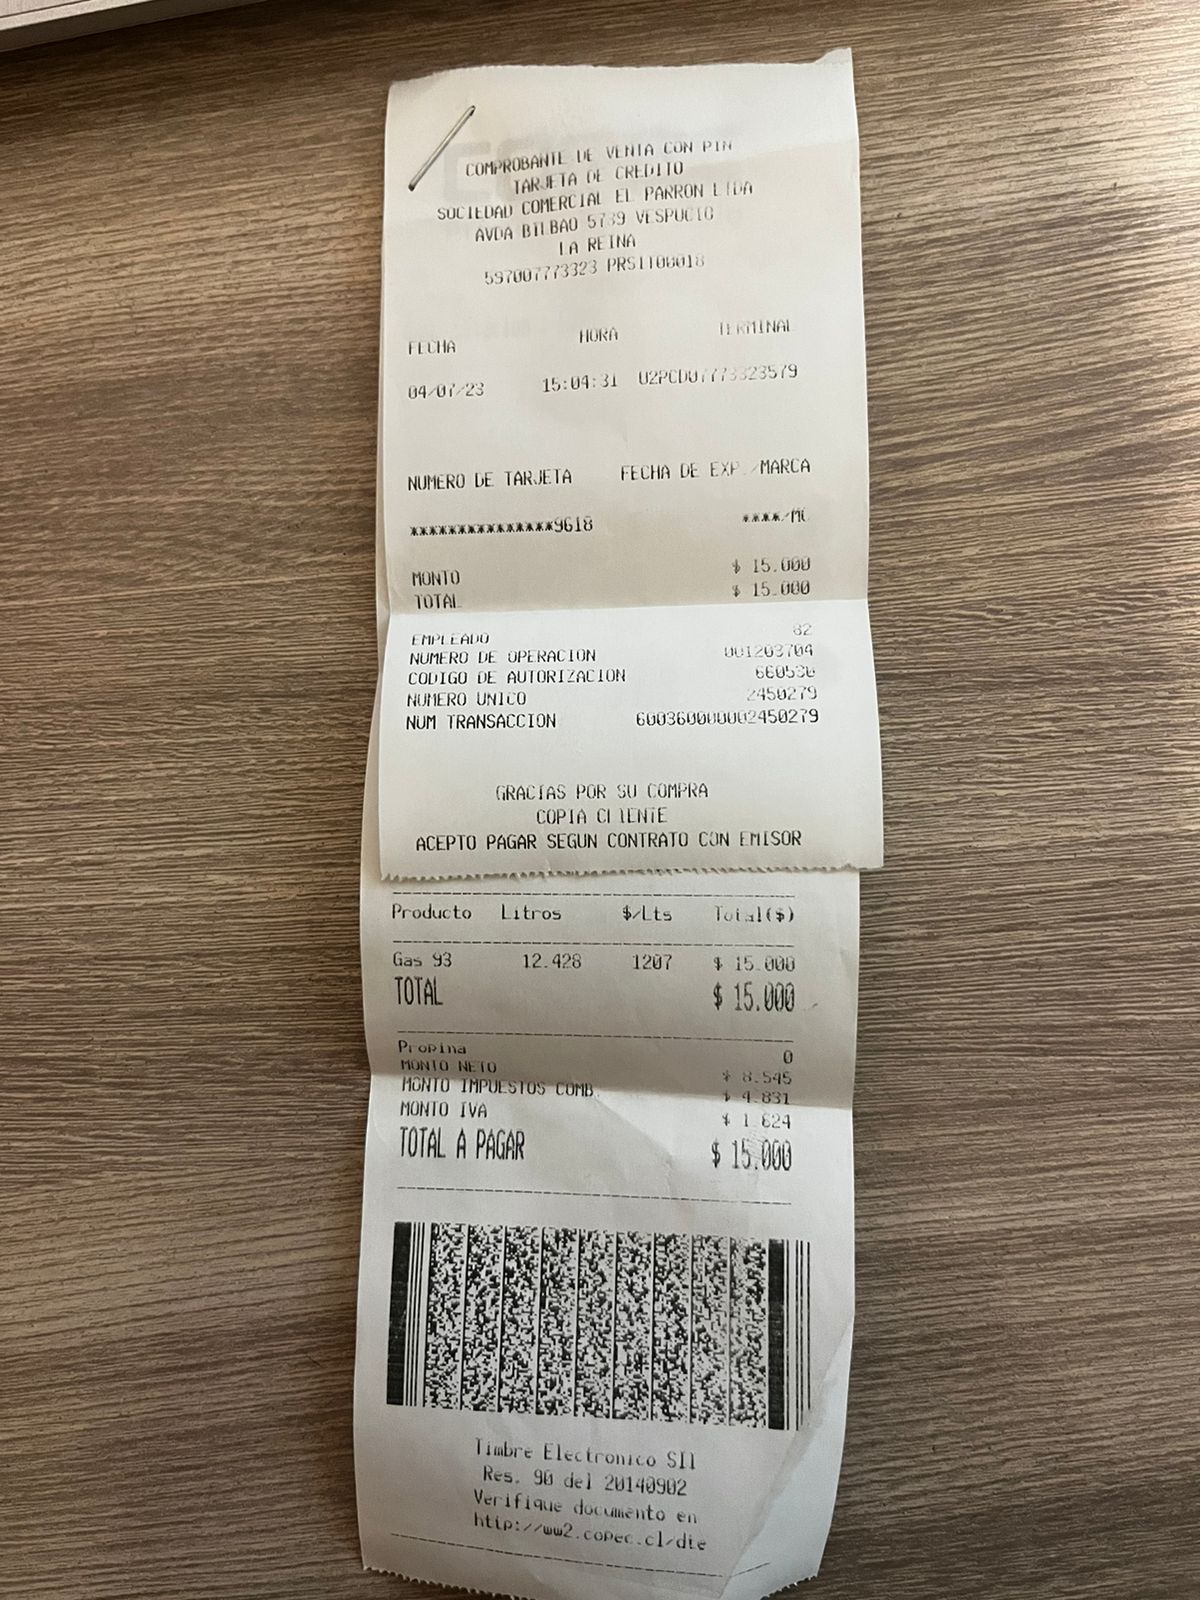 COMPROBANTE DE VENTA CON PIN
TARJETA DE CREDITO
SOCIEDAD COMERCIAL EL PARRON LTDA
AVDA BILBAO 5739 VESPUCIO
LA REINA
597007773323
FECHA HORA TERMINAL
04/07/23 15:04:31
NUMERO DE TARJETA FECHA DE EXP./MARCA
***************9618 ****/MC
MONTO $ 15.000
TOTAL $ 15.000
EMPLEADO 82
NUMERO DE OPERACION 001203704
CODIGO DE AUTORIZACION
NUMERO UNICO 2450279
NUM TRANSACCION 600360000002450279
GRACIAS POR SU COMPRA
COPIA CLIENTE
ACEPTO PAGAR SEGUN CONTRATO CON EMISOR
Producto Litros $/Lts Total($)
Gas 93 12.428 1207 $ 15.000
TOTAL $ 15.000
Propina 0
MONTO NETO $ 8.545
MONTO IMPUESTOS COMB. $ 4.831
MONTO IVA $ 1.624
TOTAL A PAGAR $ 15.000
Timbre Electronico SII
Res. 90 del 20140902
Verifique documento en
http://ww2.copec.cl/dte